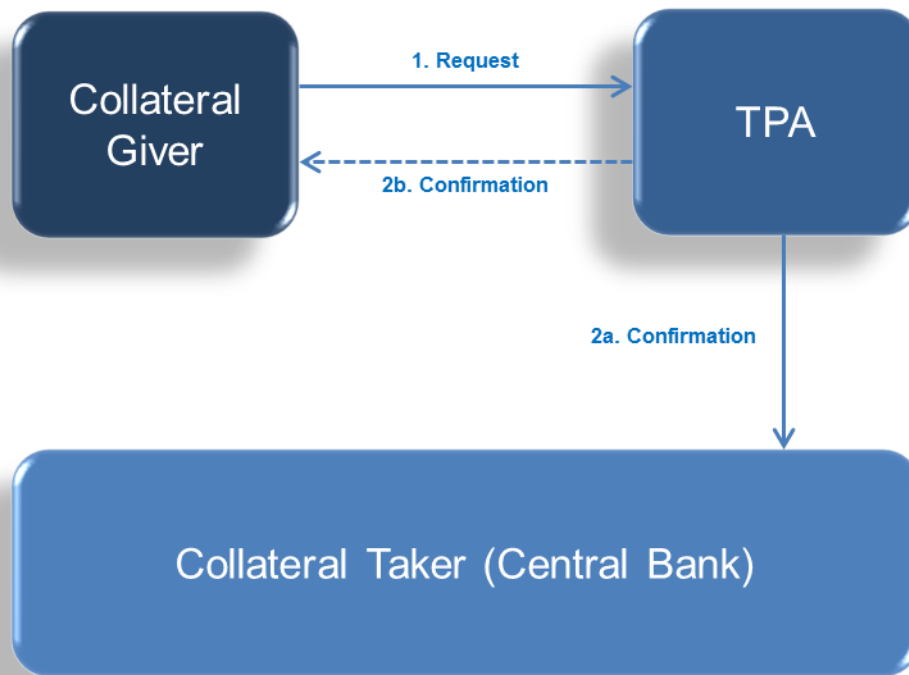 1. Request
Collateral
Giver
TPA
2b. Confirmation
2a. Confirmation
Collateral Taker (Central Bank)